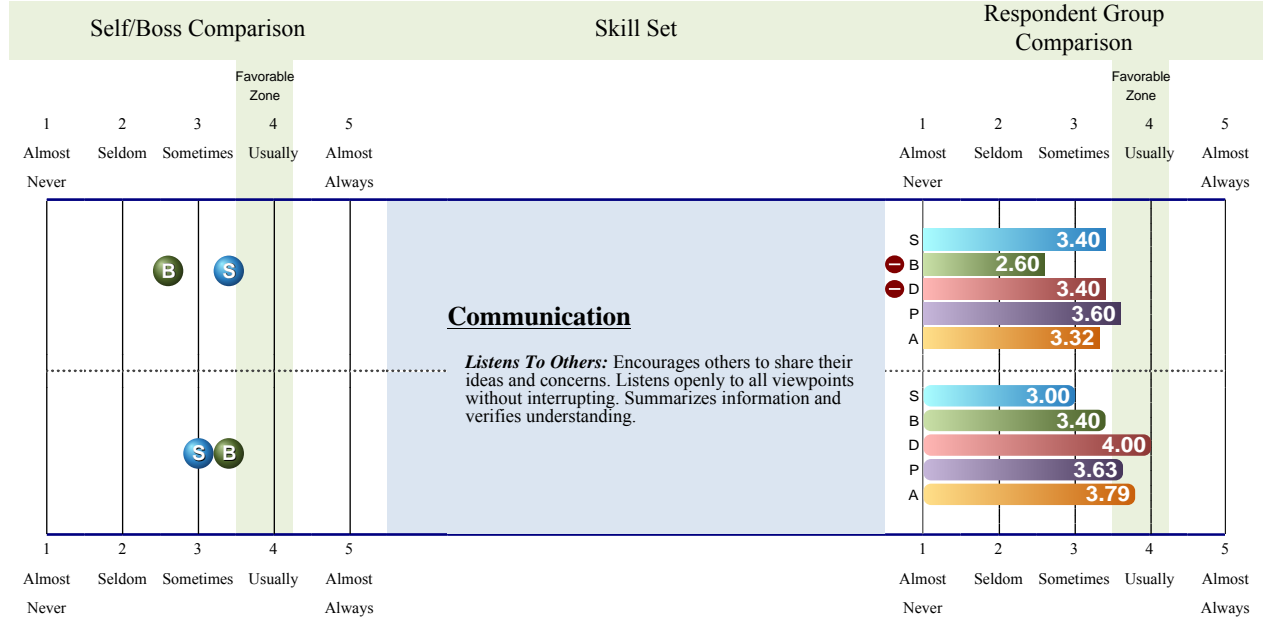 Self/Boss Comparison
Skill Set
Respondent Group
Comparison
Favorable
Zone
Favorable
Zone
1 2 3 4 5
1 2 3 4 5
Almost Seldom Sometimes Usually Almost
Almost Seldom Sometimes Usually Almost
Never Always
Never Always
B S
S 3.40
B 2.60
D 3.40
P 3.60
A 3.32
Communication
Listens To Others: Encourages others to share their
ideas and concerns. Listens openly to all viewpoints
without interrupting. Summarizes information and
verifies understanding.
S B
S 3.00
B 3.40
D 4.00
P 3.63
A 3.79
1 2 3 4 5
1 2 3 4 5
Almost Seldom Sometimes Usually Almost
Almost Seldom Sometimes Usually Almost
Never Always
Never Always